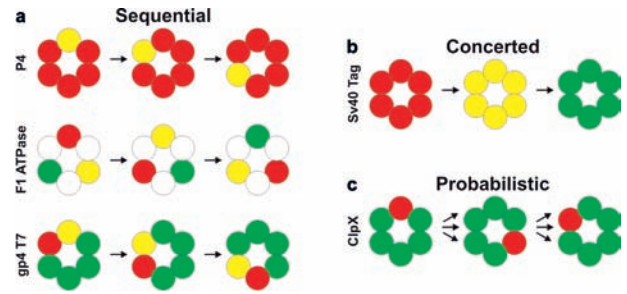 a Sequential
P4
F1 ATPase
gp4 T7
b Concerted
Sv40 Tag
c Probabilistic
ClpX